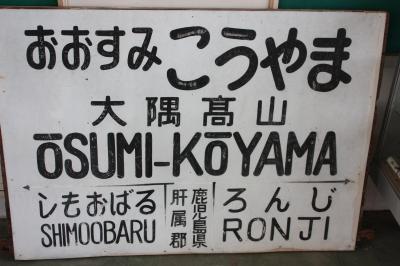 おおすみこうやま
大隅髙山
ŌSUMI-KŌYAMA
しもおばる
SHIMOOBARU
鹿児島県
肝属郡
ろんじ
RONJI